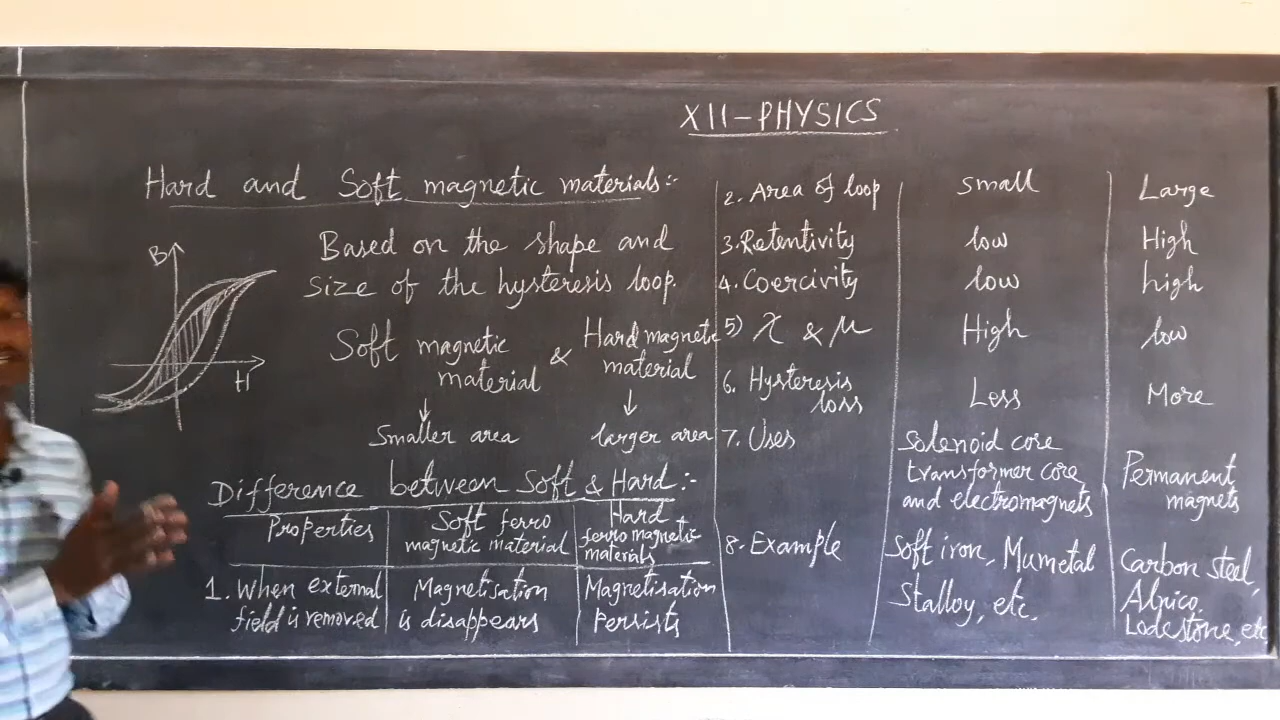 XII-PHYSICS
Hard and Soft magnetic materials:-
Based on the shape and
size of the hysteresis loop.
B
H
Soft magnetic material & Hard magnetic material
↓ ↓
Smaller area larger area
Difference between Soft & Hard:-
Properties Soft ferro magnetic material Hard ferro magnetic materials
1. When external field is removed Magnetisation is disappears Magnetisation Persists
2. Area of loop small Large
3. Retentivity low High
4. Coercivity low high
5) χ & μ High low
6. Hysteresis loss Less More
7. Uses Solenoid core transformer core and electromagnets Permanent magnets
8. Example Soft iron, Mumetal Stalloy, etc. Carbon steel, Alnico, Lodestone, etc